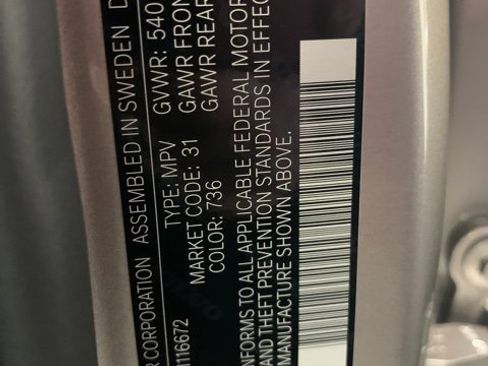 CORPORATION ASSEMBLED IN SWEDEN
GVWR: 540
116672 TYPE: MPV
GAWR FRON
MARKET CODE: 31
GAWR REAR
COLOR: 736
TO ALL APPLICABLE FEDERAL MOTOR
AND THEFT PREVENTION STANDARDS IN EFFEC
MANUFACTURE SHOWN ABOVE.